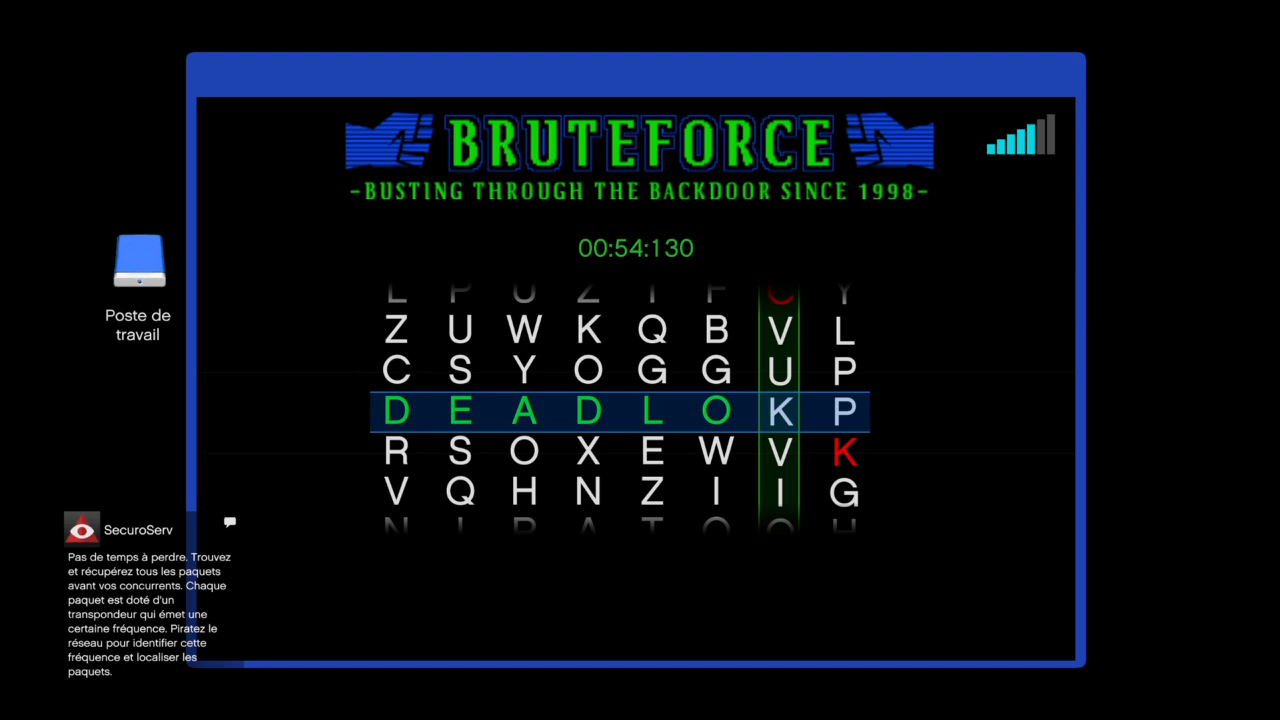 BRUTEFORCE
-BUSTING THROUGH THE BACKDOOR SINCE 1998-
00:54:130
Z U W K Q B V L
C S Y O G G U P
D E A D L O K P
R S O X E W V K
V Q H N Z I I G
Poste de
travail
SecuroServ
Pas de temps à perdre. Trouvez
et récupérez tous les paquets
avant vos concurrents. Chaque
paquet est doté d'un
transpondeur qui émet une
certaine fréquence. Piratez le
réseau pour identifier cette
fréquence et localiser les
paquets.